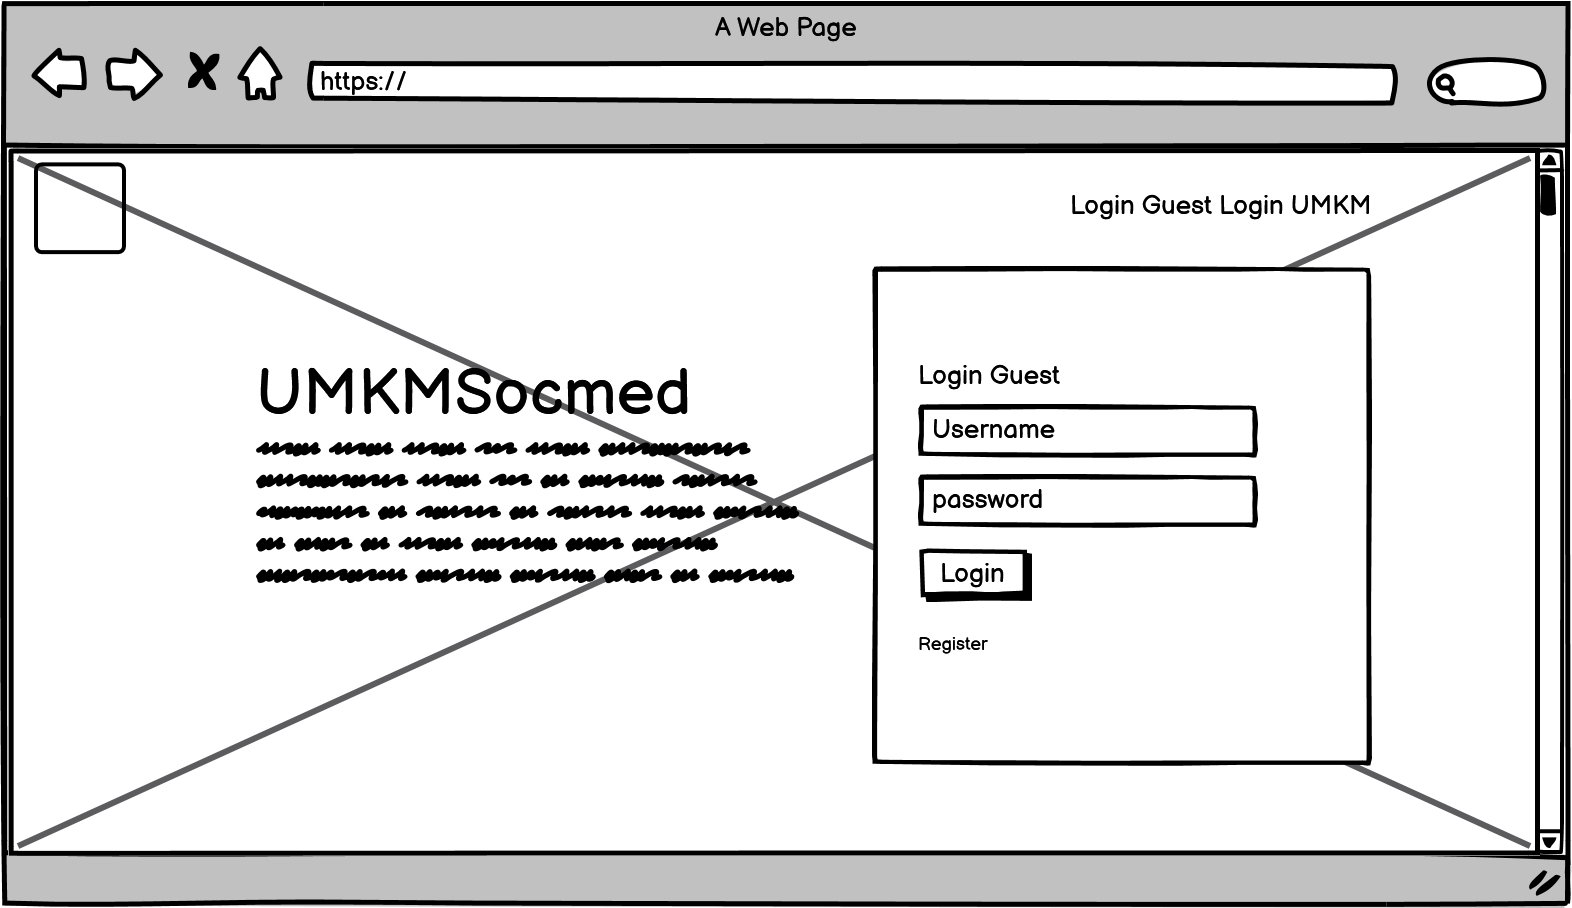 A Web Page
https://
Login Guest Login UMKM
UMKMSocmed
Login Guest
Username
password
Login
Register